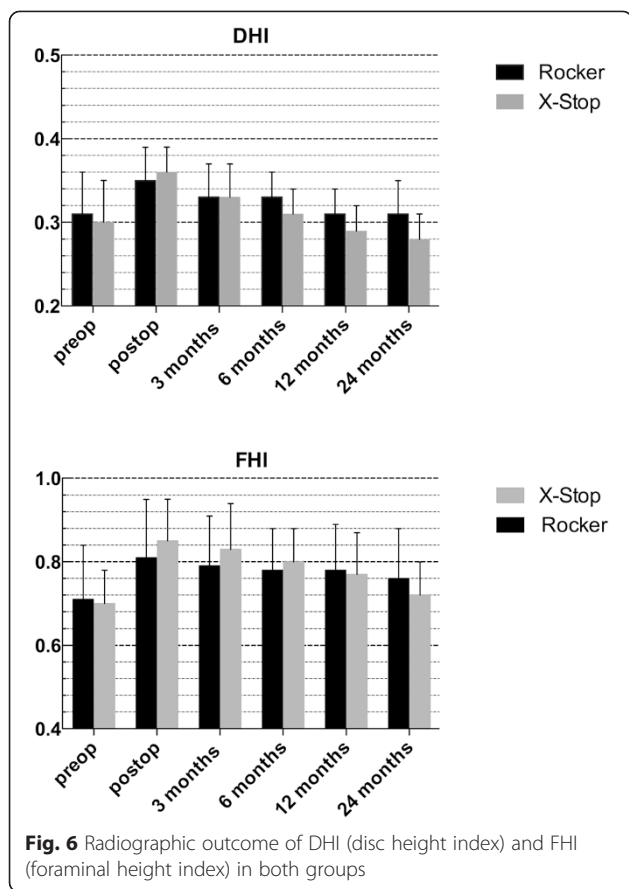 DHI
0.5
0.4
0.3
0.2
Rocker
X-Stop
preop
postop
3 months
6 months
12 months
24 months
FHI
1.0
0.8
0.6
0.4
X-Stop
Rocker
preop
postop
3 months
6 months
12 months
24 months
Fig. 6 Radiographic outcome of DHI (disc height index) and FHI
(foraminal height index) in both groups